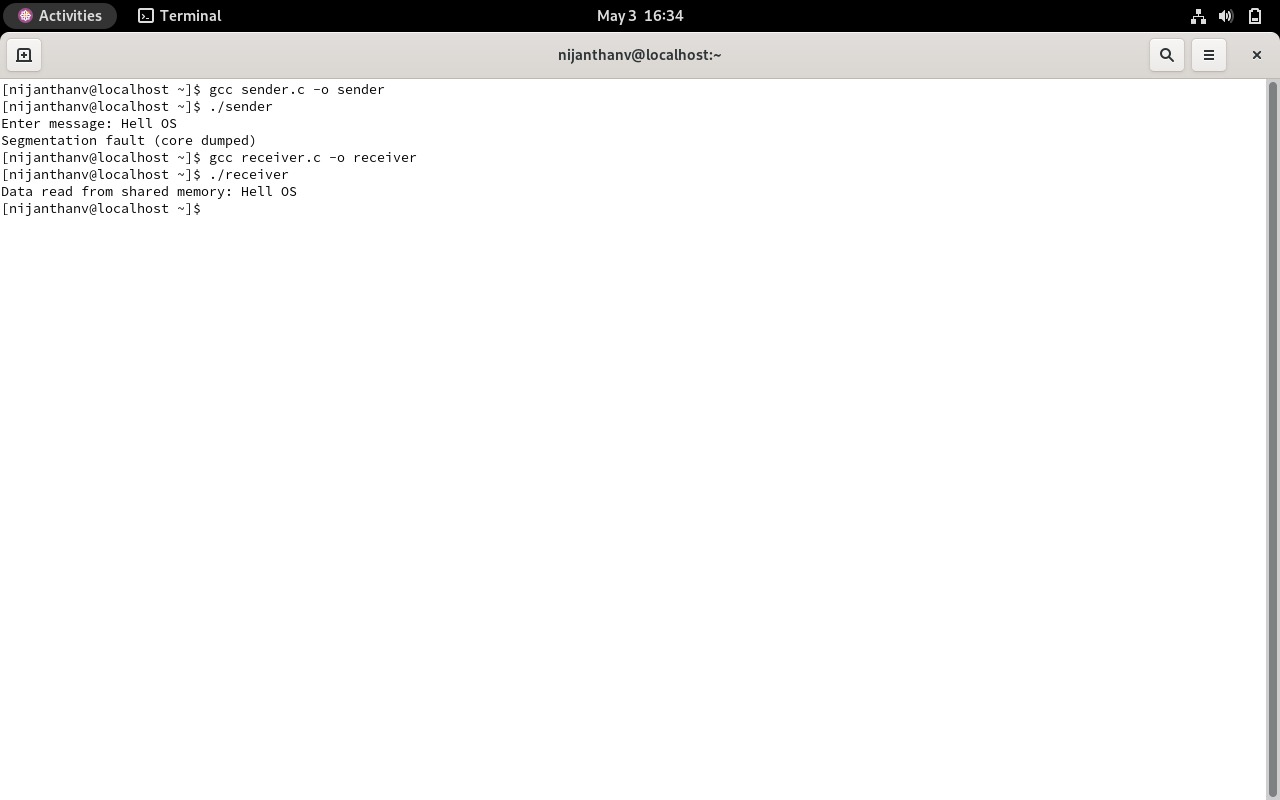 Activities Terminal May 3 16:34
nijanthanv@localhost:~
[nijanthanv@localhost ~]$ gcc sender.c -o sender
[nijanthanv@localhost ~]$ ./sender
Enter message: Hell OS
Segmentation fault (core dumped)
[nijanthanv@localhost ~]$ gcc receiver.c -o receiver
[nijanthanv@localhost ~]$ ./receiver
Data read from shared memory: Hell OS
[nijanthanv@localhost ~]$